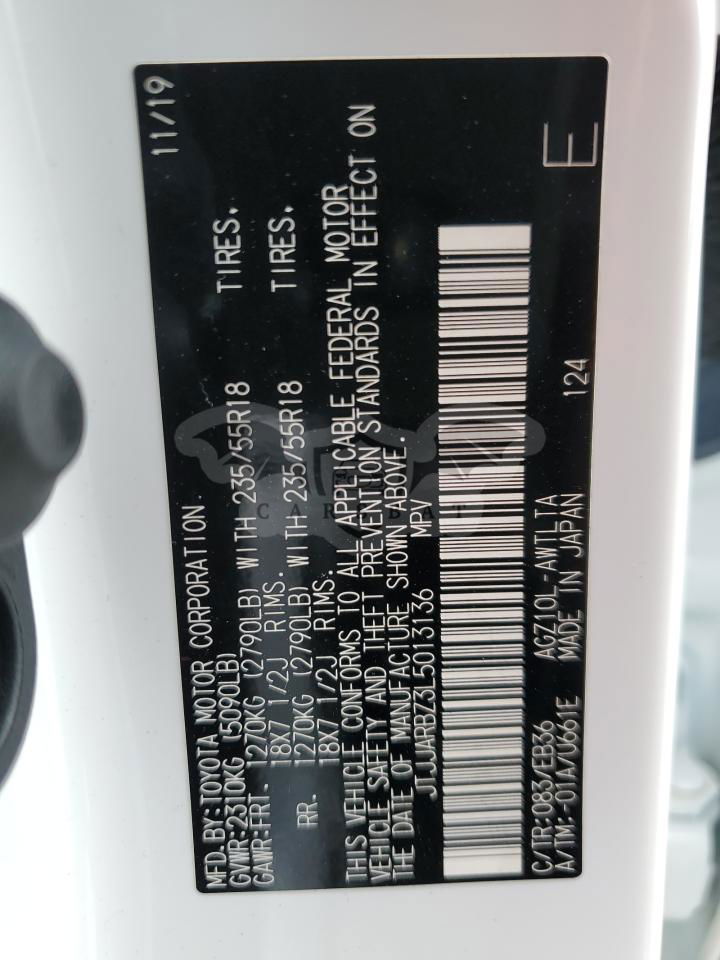 MFD.BY:TOYOTA MOTOR CORPORATION 11/19
GVWR:2310KG (5090LB)
GAWR:FRT. 1270KG (2790LB) WITH 235/55R18 TIRES.
18X7 1/2J RIMS.
RR. 1270KG (2790LB) WITH 235/55R18 TIRES.
18X7 1/2J RIMS.
THIS VEHICLE CONFORMS TO ALL APPLICABLE FEDERAL MOTOR
VEHICLE SAFETY AND THEFT PREVENTION STANDARDS IN EFFECT ON
THE DATE OF MANUFACTURE SHOWN ABOVE.
JTJJARBZ3L5013136 MPV
C/TR:083/EB36 AGZ10L-AWTLTA 124 E
A/TM:-01A/U661E MADE IN JAPAN